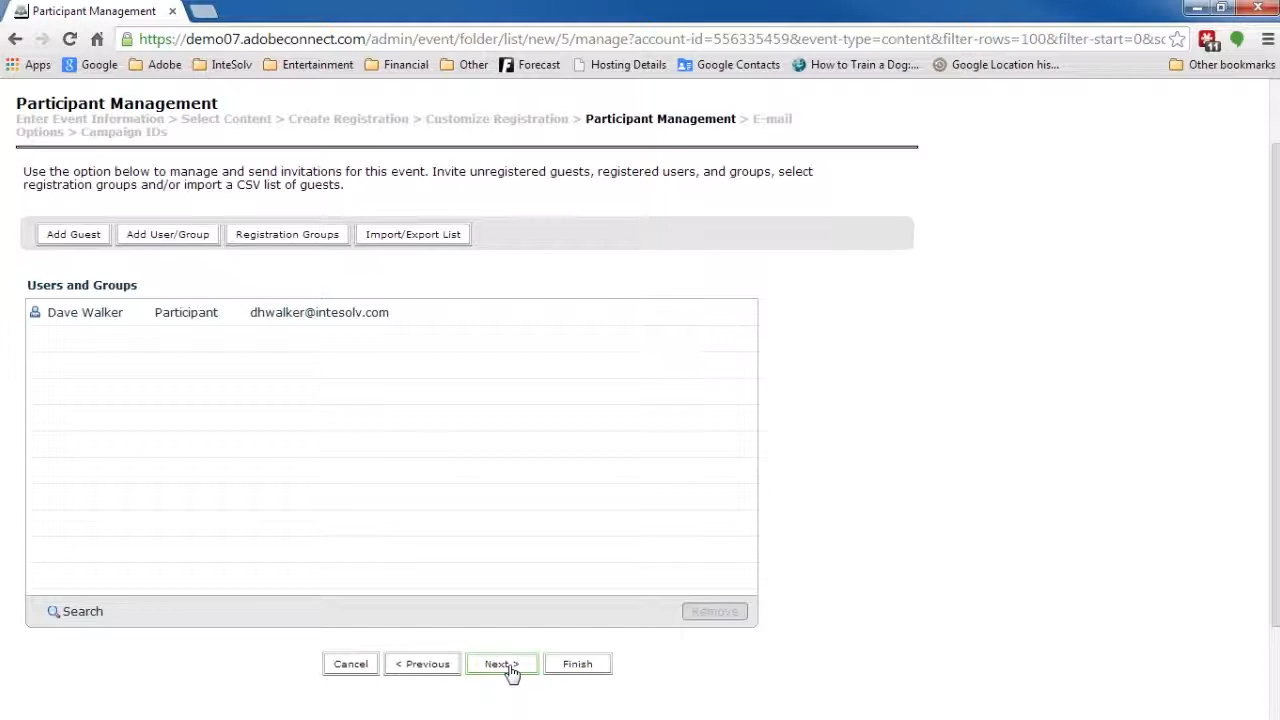 Participant Management
https://demo07.adobeconnect.com/admin/event/folder/list/new/5/manage?account-id=556335459&event-type=content&filter-rows=100&filter-start=0&sc
11
Apps Google Adobe InteSolv Entertainment Financial Other Forecast Hosting Details Google Contacts How to Train a Dog:... Google Location his... Other bookmarks
Participant Management
Enter Event Information > Select Content > Create Registration > Customize Registration > Participant Management > E-mail
Options > Campaign IDs
Use the option below to manage and send invitations for this event. Invite unregistered guests, registered users, and groups, select
registration groups and/or import a CSV list of guests.
Add Guest Add User/Group Registration Groups Import/Export List
Users and Groups
Dave Walker Participant dhwalker@intesolv.com
Search Remove
Cancel < Previous Next > Finish